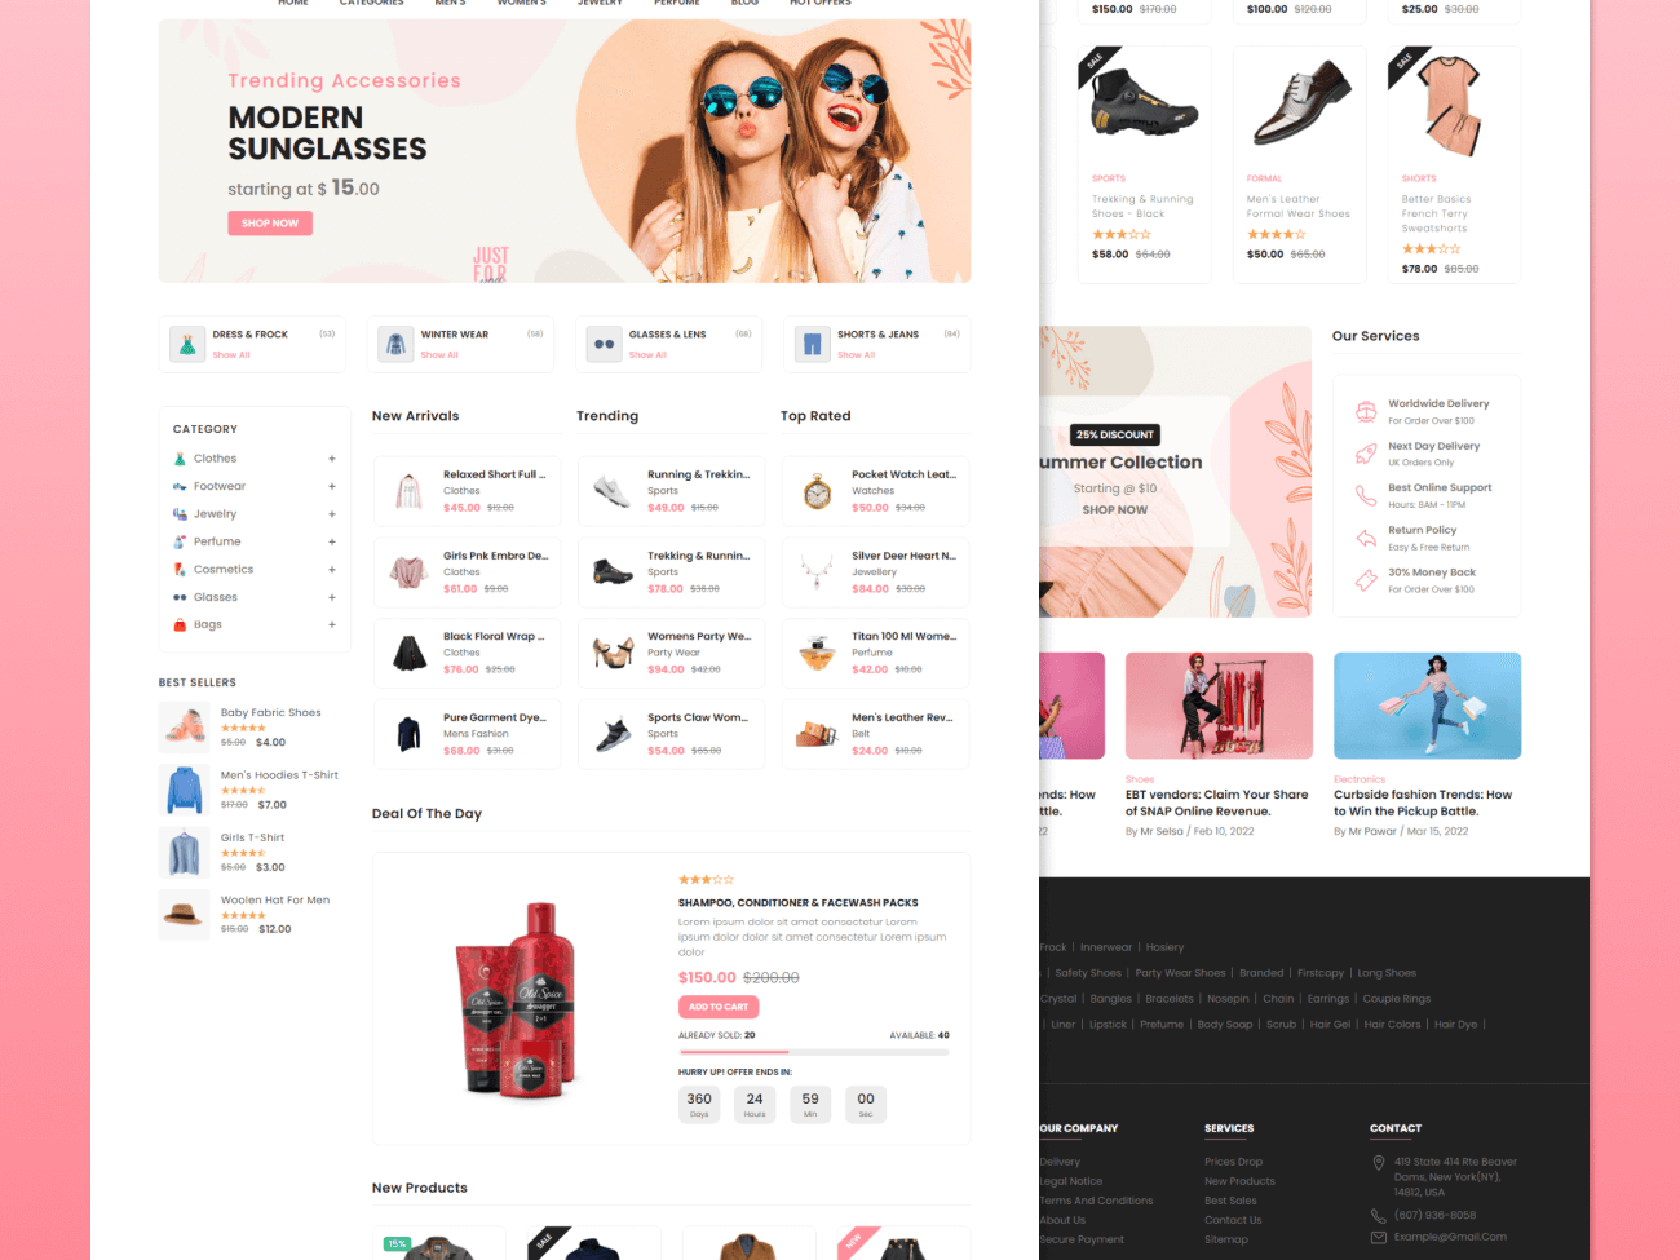 HOME CATEGORIES MEN'S WOMEN'S JEWELRY PERFUME BLOG HOT OFFERS
Trending Accessories
MODERN
SUNGLASSES
starting at $ 15.00
SHOP NOW
JUST
FOR
DRESS & FROCK (53)
Show All
WINTER WEAR (58)
Show All
GLASSES & LENS (68)
Show All
SHORTS & JEANS (84)
Show All
CATEGORY
Clothes +
Footwear +
Jewelry +
Perfume +
Cosmetics +
Glasses +
Bags +
BEST SELLERS
Baby Fabric Shoes
$5.00 $4.00
Men's Hoodies T-Shirt
$17.00 $7.00
Girls T-Shirt
$5.00 $3.00
Woolen Hat For Men
$15.00 $12.00
New Arrivals
Relaxed Short Full ...
Clothes
$45.00 $12.00
Girls Pnk Embro De...
Clothes
$61.00 $9.00
Black Floral Wrap ...
Clothes
$76.00 $25.00
Pure Garment Dye...
Mens Fashion
$68.00 $31.00
Trending
Running & Trekkin...
Sports
$49.00 $15.00
Trekking & Runnin...
Sports
$78.00 $36.00
Womens Party We...
Party Wear
$94.00 $42.00
Sports Claw Wom...
Sports
$54.00 $65.00
Top Rated
Pocket Watch Leat...
Watches
$50.00 $34.00
Silver Deer Heart N...
Jewellery
$84.00 $30.00
Titan 100 Ml Wome...
Perfume
$42.00 $10.00
Men's Leather Rev...
Belt
$24.00 $10.00
Deal Of The Day
Old Spice
SHAMPOO, CONDITIONER & FACEWASH PACKS
Lorem ipsum dolor sit amet consectetur Lorem
ipsum dolor dolor sit amet consectetur Lorem ipsum
dolor
$150.00 $200.00
ADD TO CART
ALREADY SOLD: 20 AVAILABLE: 40
HURRY UP! OFFER ENDS IN:
360 24 59 00
Days Hours Min Sec
New Products
15%
SALE
NEW
$150.00 $170.00
$100.00 $120.00
$25.00 $30.00
SALE
SPORTS
Trekking & Running
Shoes - Black
$58.00 $64.00
FORMAL
Men's Leather
Formal Wear Shoes
$50.00 $65.00
SALE
SHORTS
Better Basics
French Terry
Sweatshorts
$78.00 $85.00
25% DISCOUNT
ummer Collection
Starting @ $10
SHOP NOW
Our Services
Worldwide Delivery
For Order Over $100
Next Day Delivery
UK Orders Only
Best Online Support
Hours: 8AM - 11PM
Return Policy
Easy & Free Return
30% Money Back
For Order Over $100
nds: How
ttle.
22
Shoes
EBT vendors: Claim Your Share
of SNAP Online Revenue.
By Mr Selsa / Feb 10, 2022
Electronics
Curbside fashion Trends: How
to Win the Pickup Battle.
By Mr Pawar / Mar 15, 2022
Frock | Innerwear | Hosiery
| Safety Shoes | Party Wear Shoes | Branded | Firstcopy | Long Shoes
Crystal | Bangles | Bracelets | Nosepin | Chain | Earrings | Couple Rings
| Liner | Lipstick | Prefume | Body Soap | Scrub | Hair Gel | Hair Colors | Hair Dye |
OUR COMPANY
Delivery
Legal Notice
Terms And Conditions
About Us
Secure Payment
SERVICES
Prices Drop
New Products
Best Sales
Contact Us
Sitemap
CONTACT
419 State 414 Rte Beaver
Dams, New York(NY),
14812, USA
(607) 936-8058
Example@Gmail.Com